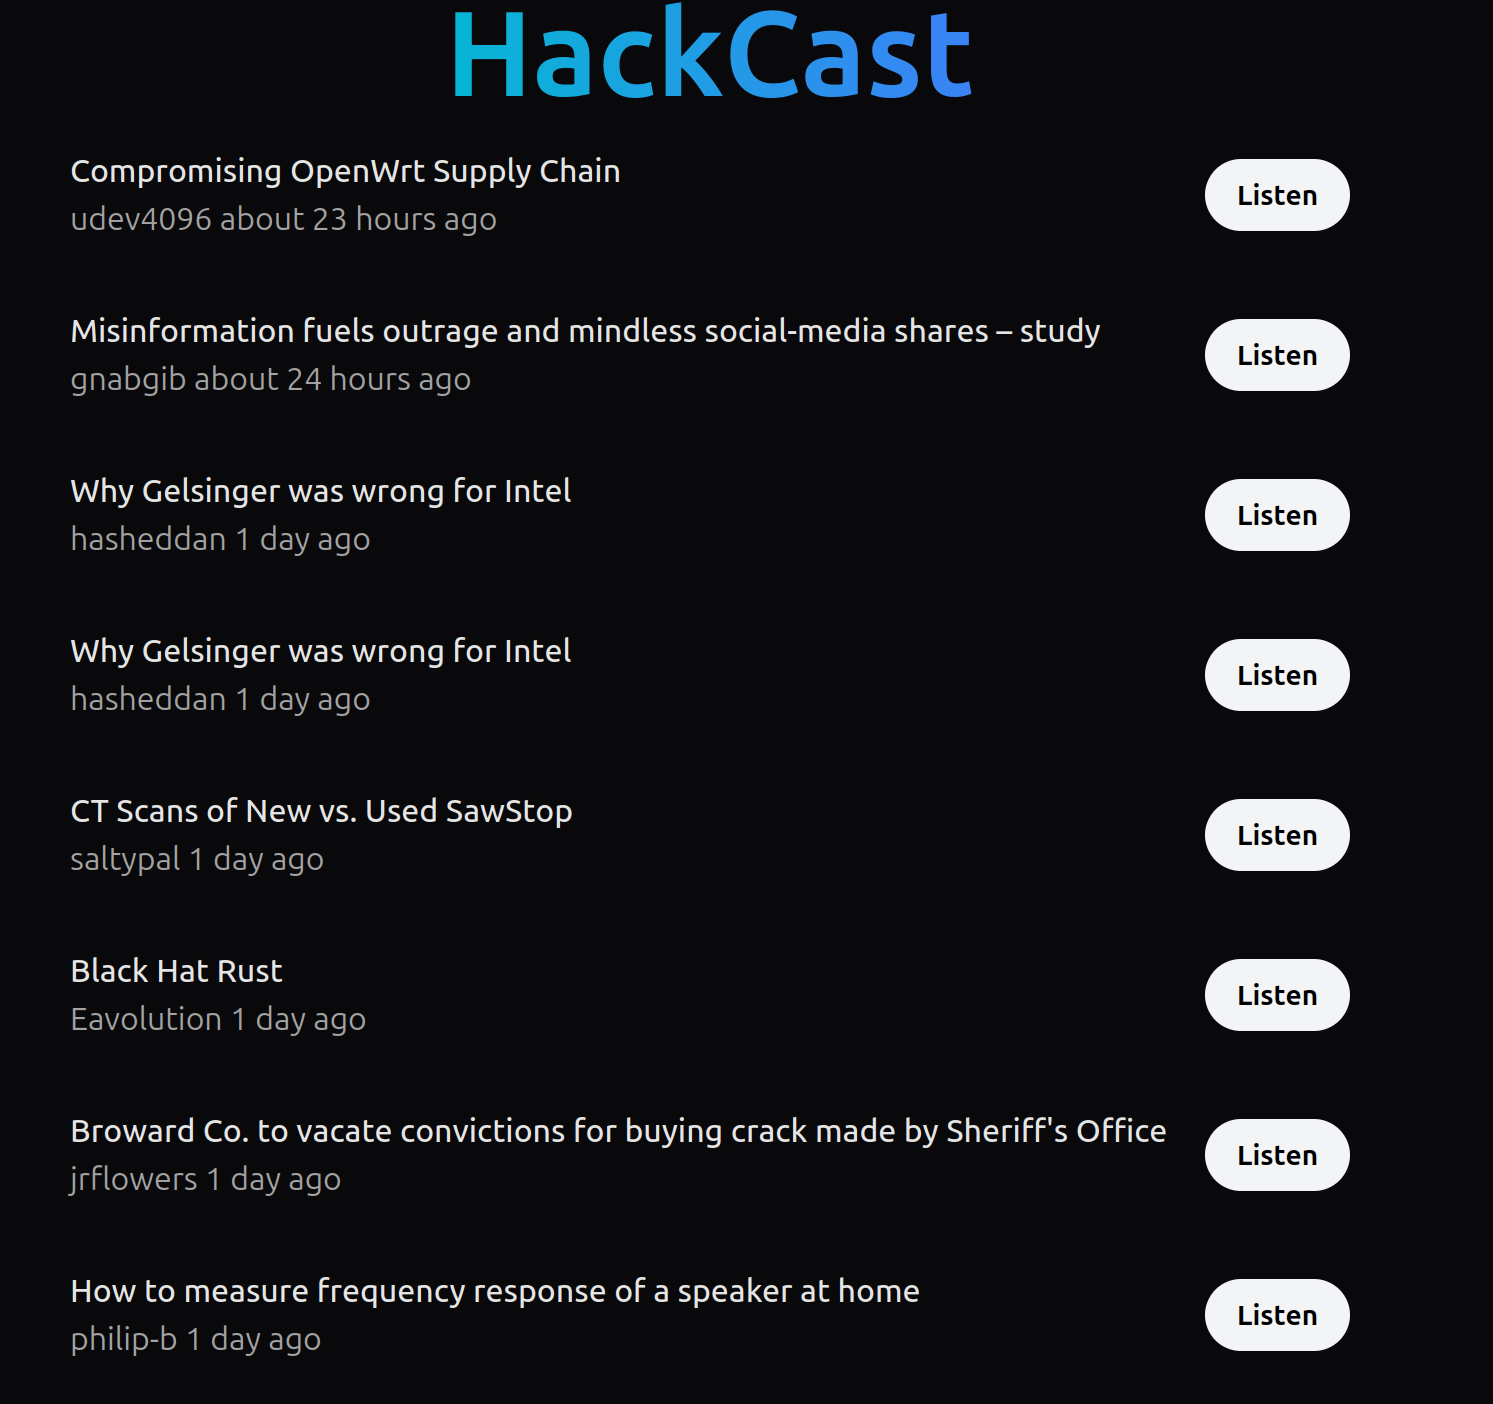 HackCast
Compromising OpenWrt Supply Chain
udev4096 about 23 hours ago
Listen
Misinformation fuels outrage and mindless social-media shares – study
gnabgib about 24 hours ago
Listen
Why Gelsinger was wrong for Intel
hasheddan 1 day ago
Listen
Why Gelsinger was wrong for Intel
hasheddan 1 day ago
Listen
CT Scans of New vs. Used SawStop
saltypal 1 day ago
Listen
Black Hat Rust
Eavolution 1 day ago
Listen
Broward Co. to vacate convictions for buying crack made by Sheriff's Office
jrflowers 1 day ago
Listen
How to measure frequency response of a speaker at home
philip-b 1 day ago
Listen